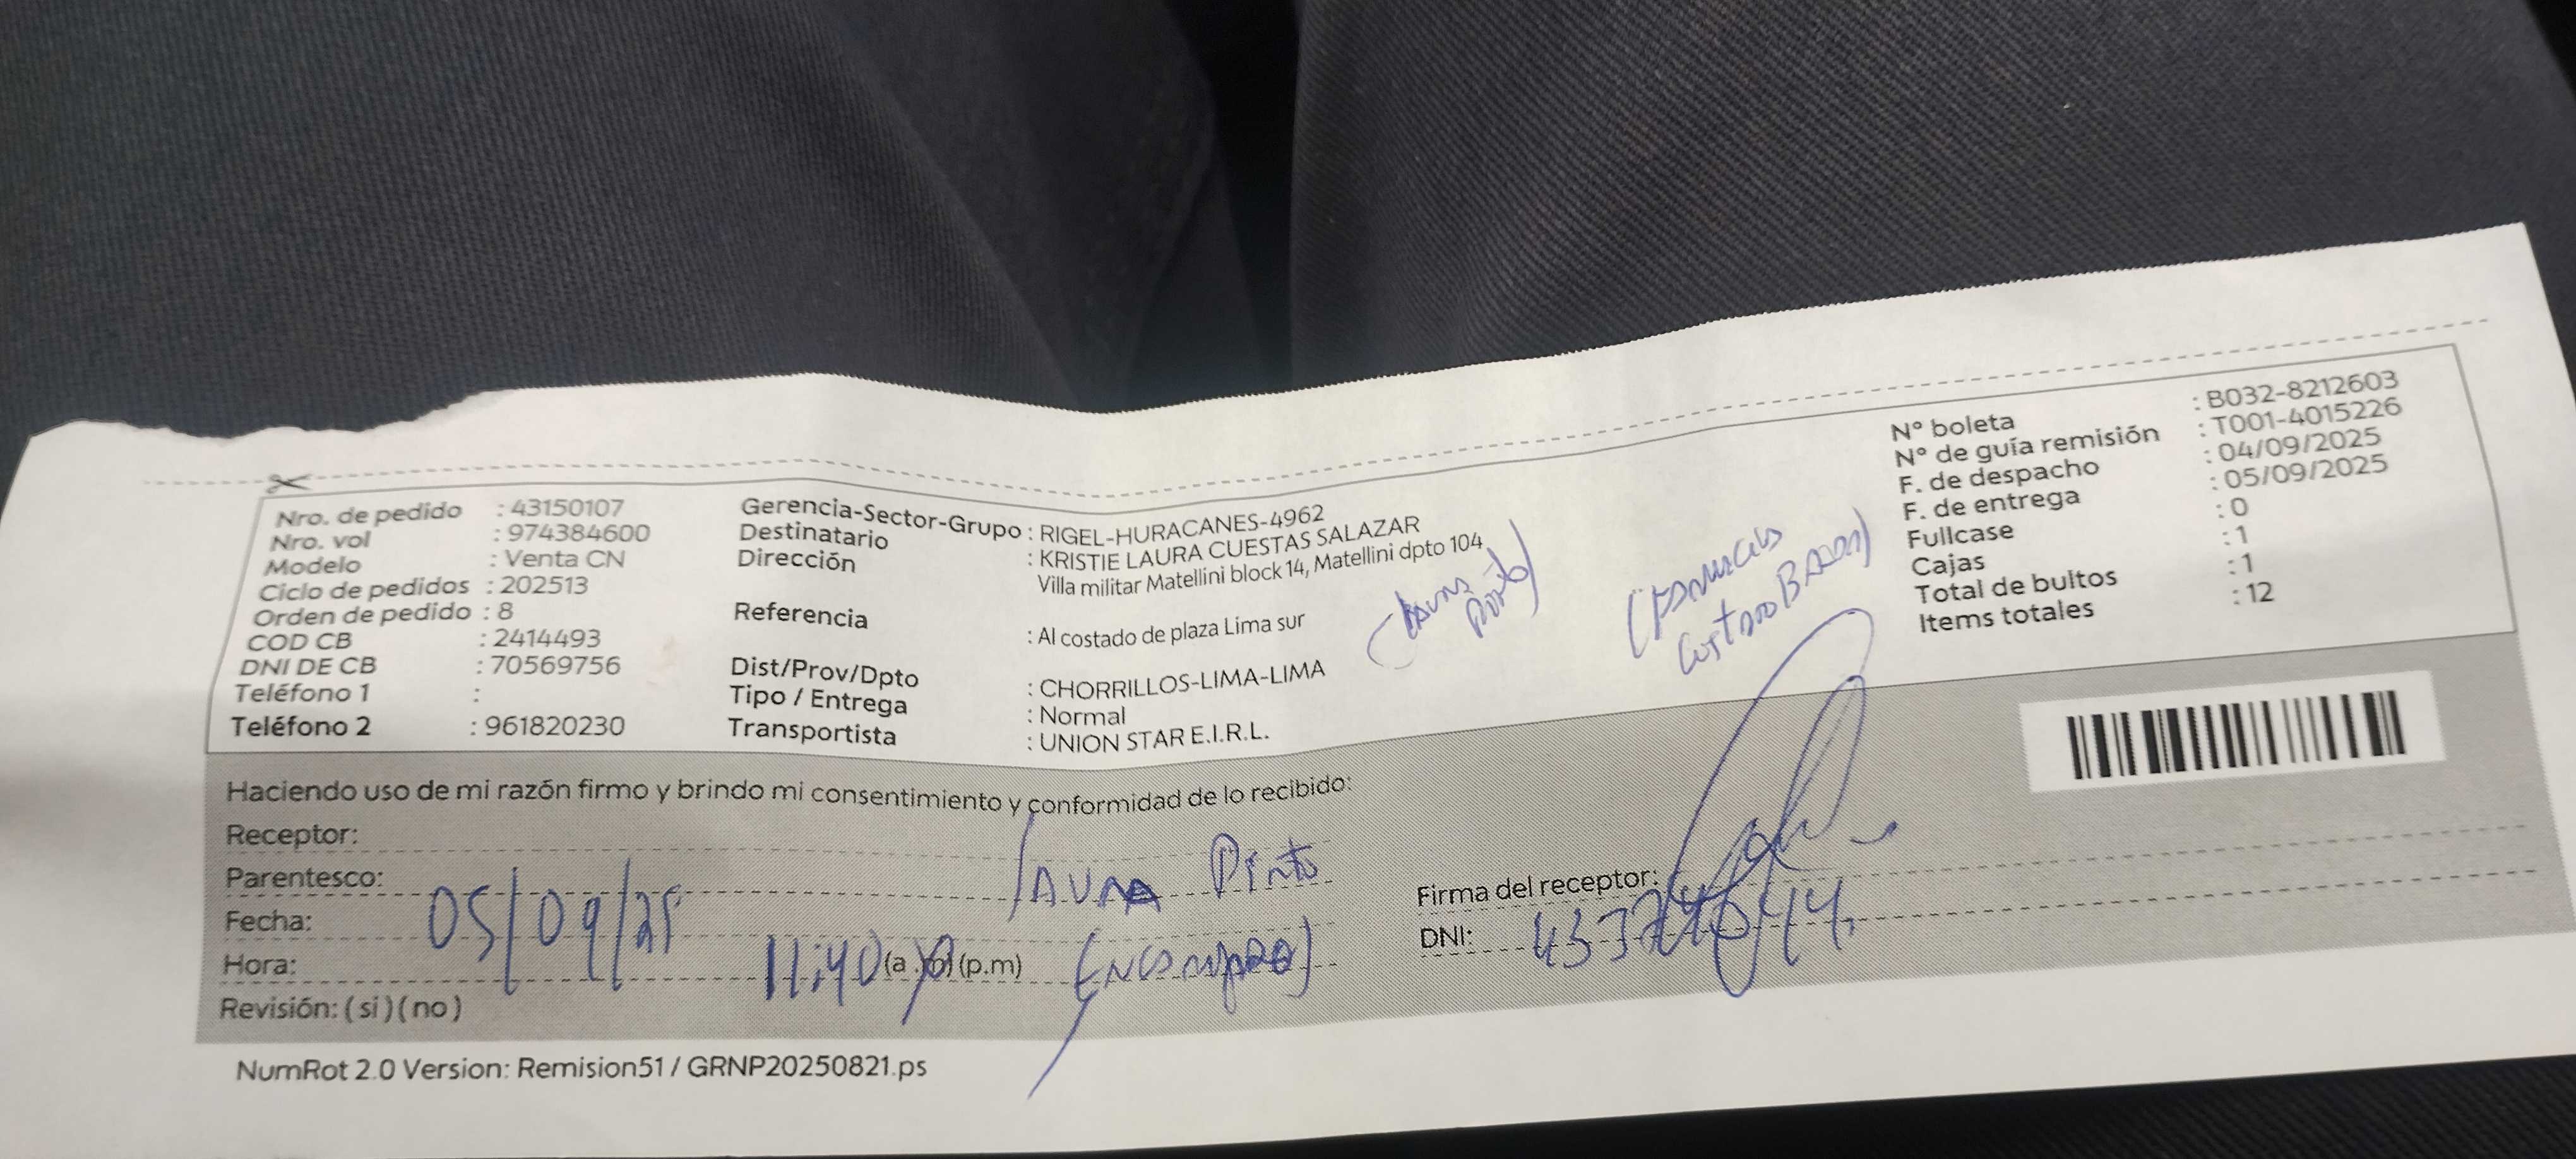 Nro. de pedido : 43150107
Nro. vol : 974384600
Modelo : Venta CN
Ciclo de pedidos : 202513
Orden de pedido : 8
COD CB : 2414493
DNI DE CB : 70569756
Teléfono 1 :
Teléfono 2 : 961820230
Gerencia-Sector-Grupo : RIGEL-HURACANES-4962
Destinatario : KRISTIE LAURA CUESTAS SALAZAR
Dirección : Villa militar Matellini block 14, Matellini dpto 104
Referencia : Al costado de plaza Lima sur
Dist/Prov/Dpto : CHORRILLOS-LIMA-LIMA
Tipo / Entrega : Normal
Transportista : UNION STAR E.I.R.L.
N° boleta : B032-8212603
N° de guía remisión : T001-4015226
F. de despacho : 04/09/2025
F. de entrega : 05/09/2025
Fullcase : 0
Cajas : 1
Total de bultos : 1
Items totales : 12
Haciendo uso de mi razón firmo y brindo mi consentimiento y conformidad de lo recibido:
Receptor:
Parentesco: Laura Pinto
Fecha: 05/09/25
Hora: 11:40 (a.m) (p.m)
Revisión: ( si ) ( no )
Firma del receptor:
DNI:
NumRot 2.0 Version: Remision51 / GRNP20250821.ps